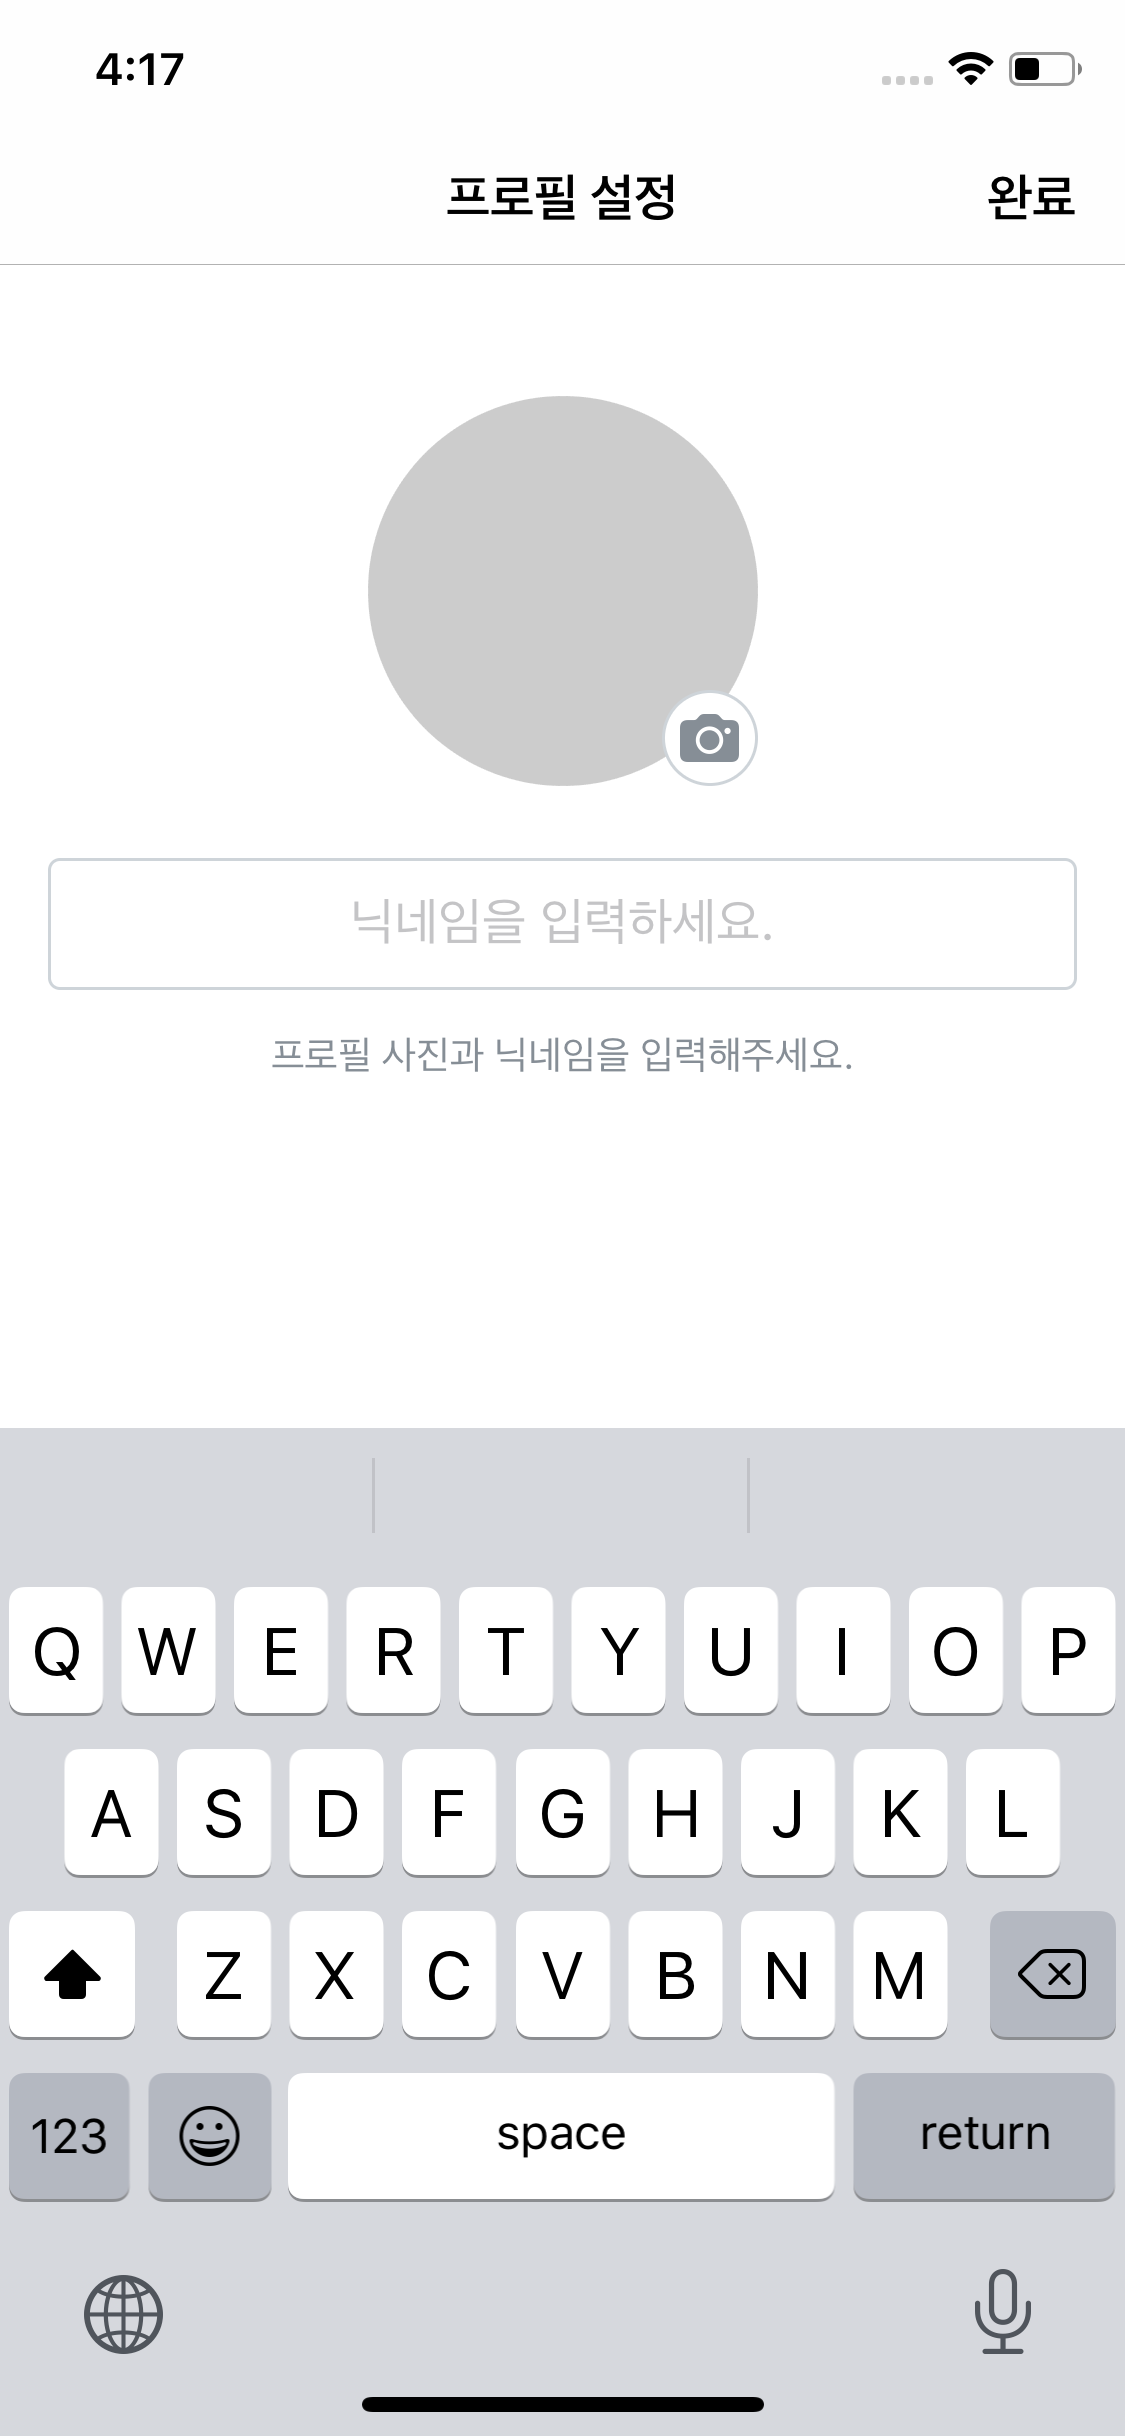 4:17
프로필 설정
완료
닉네임을 입력하세요.
프로필 사진과 닉네임을 입력해주세요.
Q W E R T Y U I O P
A S D F G H J K L
Z X C V B N M
123 space return